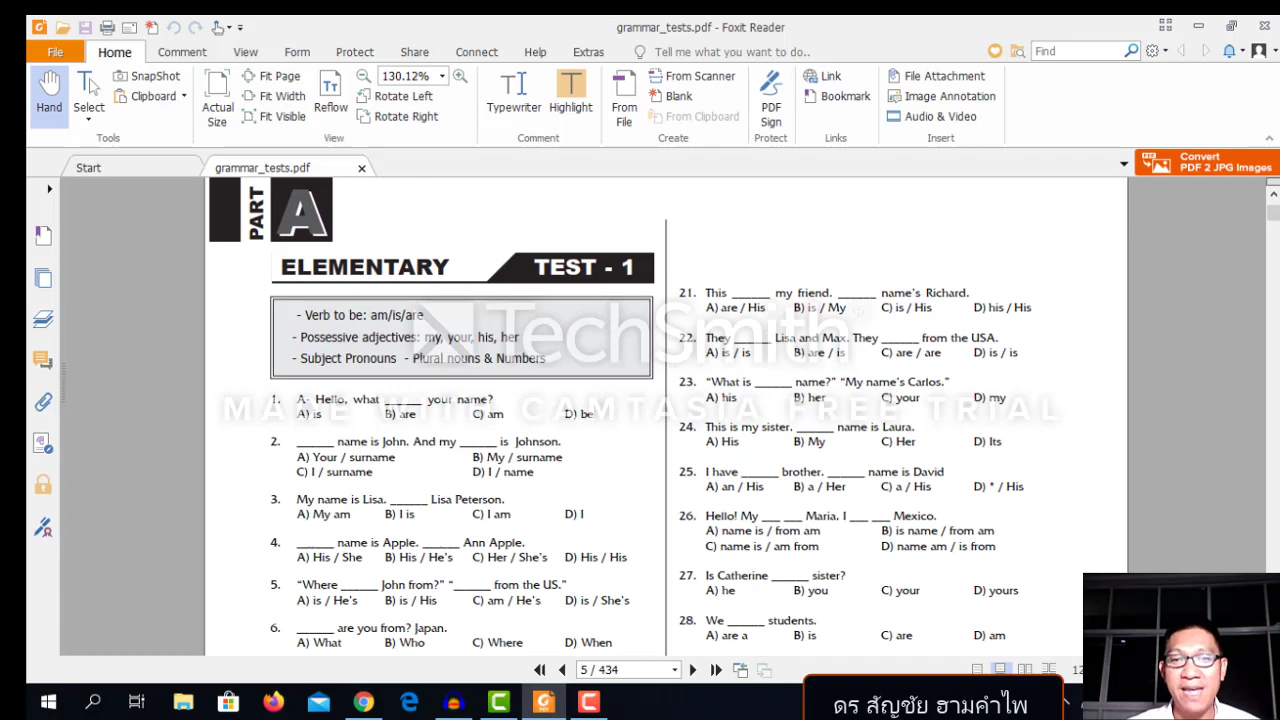 grammar_tests.pdf - Foxit Reader
File Home Comment View Form Protect Share Connect Help Extras Tell me what you want to do.. Find
Hand
Select
SnapShot
Clipboard
Tools
Actual Size
Fit Page
Fit Width
Fit Visible
Reflow
130.12%
Rotate Left
Rotate Right
View
Typewriter
Highlight
Comment
From File
From Scanner
Blank
From Clipboard
Create
PDF Sign
Protect
Link
Bookmark
Links
File Attachment
Image Annotation
Audio & Video
Insert
Start
grammar_tests.pdf
Convert
PDF 2 JPG Images
PART A
ELEMENTARY TEST - 1
- Verb to be: am/is/are
- Possessive adjectives: my, your, his, her
- Subject Pronouns - Plural nouns & Numbers
1. A- Hello, what ______ your name?
A) is B) are C) am D) be
2. ______ name is John. And my ______ is Johnson.
A) Your / surname B) My / surname
C) I / surname D) I / name
3. My name is Lisa. ______ Lisa Peterson.
A) My am B) I is C) I am D) I
4. ______ name is Apple. ______ Ann Apple.
A) His / She B) His / He's C) Her / She's D) His / His
5. “Where ______ John from?” “______ from the US.”
A) is / He's B) is / His C) am / He's D) is / She's
6. ______ are you from? Japan.
A) What B) Who C) Where D) When
21. This ______ my friend. ______ name's Richard.
A) are / His B) is / My C) is / His D) his / His
22. They ______ Lisa and Max. They ______ from the USA.
A) is / is B) are / is C) are / are D) is / is
23. “What is ______ name?” “My name's Carlos.”
A) his B) her C) your D) my
24. This is my sister. ______ name is Laura.
A) His B) My C) Her D) Its
25. I have ______ brother. ______ name is David
A) an / His B) a / Her C) a / His D) * / His
26. Hello! My ___ ___ Maria. I ___ ___ Mexico.
A) name is / from am B) is name / from am
C) name is / am from D) name am / is from
27. Is Catherine ______ sister?
A) he B) you C) your D) yours
28. We ______ students.
A) are a B) is C) are D) am
TechSmith
MADE WITH CAMTASIA FREE TRIAL
5 / 434
ดร สัญชัย ฮามคำไพ